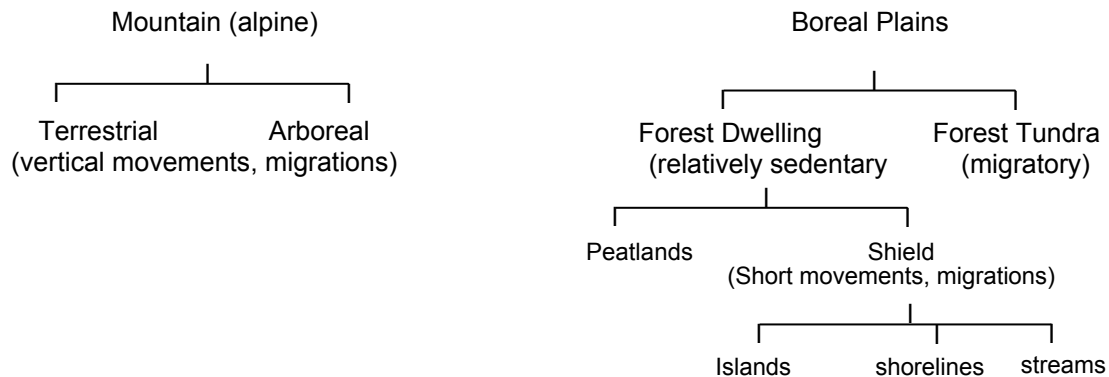 Mountain (alpine)
Boreal Plains
Terrestrial Arboreal
(vertical movements, migrations)
Forest Dwelling
(relatively sedentary
Forest Tundra
(migratory)
Peatlands
Shield
(Short movements, migrations)
Islands
shorelines
streams